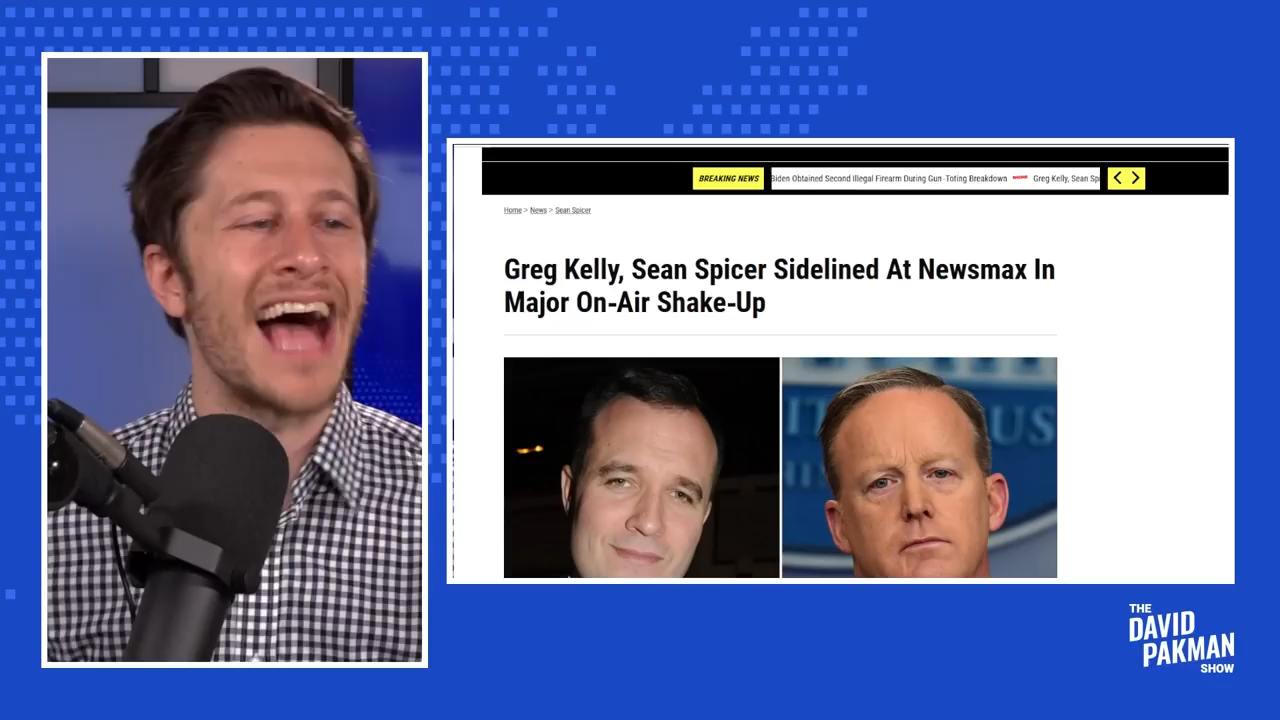 BREAKING NEWS
Biden Obtained Second Illegal Firearm During Gun-Toting Breakdown
Greg Kelly, Sean Sp
Home > News > Sean Spicer
Greg Kelly, Sean Spicer Sidelined At Newsmax In
Major On-Air Shake-Up
THE
DAVID
PAKMAN
SHOW